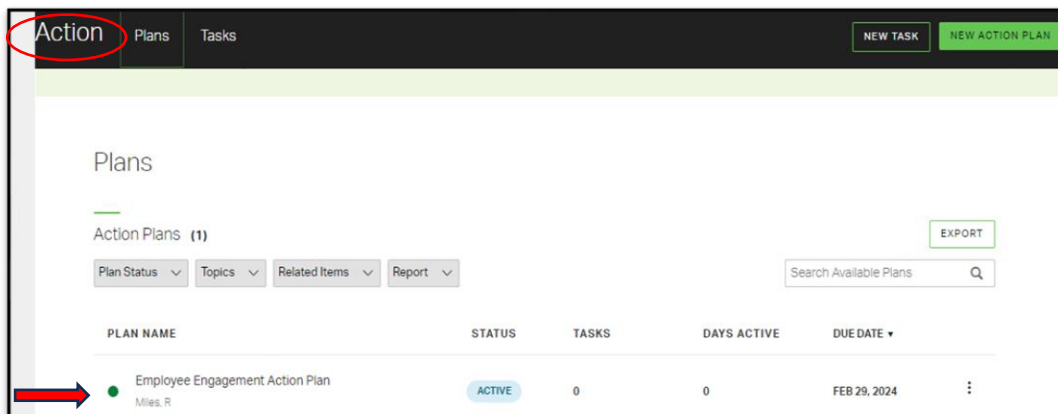 Action Plans Tasks NEW TASK NEW ACTION PLAN
Plans
Action Plans (1) EXPORT
Plan Status Topics Related Items Report Search Available Plans
PLAN NAME STATUS TASKS DAYS ACTIVE DUE DATE
Employee Engagement Action Plan ACTIVE 0 0 FEB 29, 2024
Miles, R